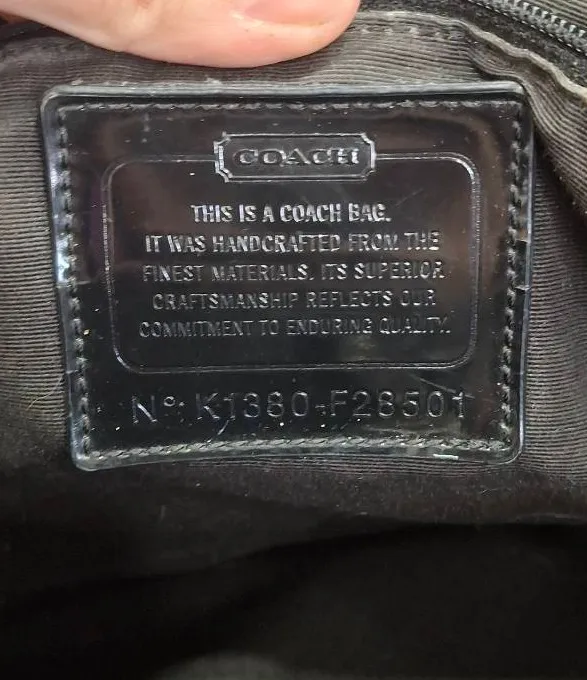 COACH
THIS IS A COACH BAG.
IT WAS HANDCRAFTED FROM THE
FINEST MATERIALS. ITS SUPERIOR
CRAFTSMANSHIP REFLECTS OUR
COMMITMENT TO ENDURING QUALITY.
Nº K1380-F28501